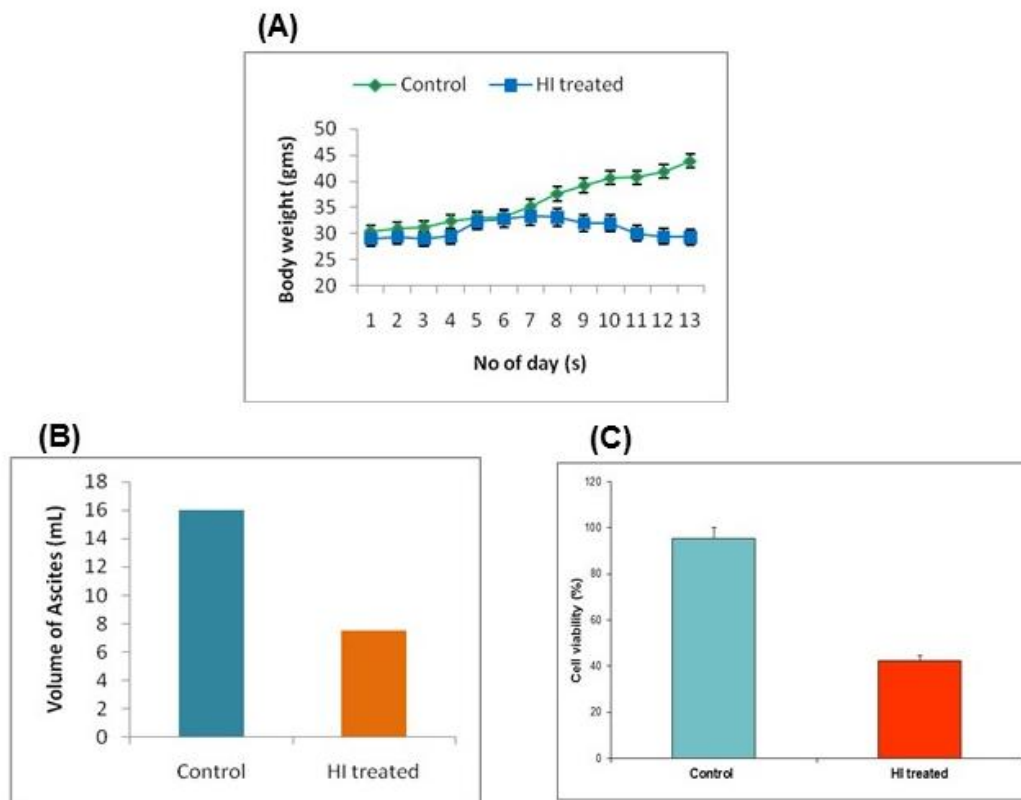 (A)
Control HI treated
Body weight (gms)
50
45
40
35
30
25
20
1 2 3 4 5 6 7 8 9 10 11 12 13
No of day (s)
(B)
Volume of Ascites (mL)
18
16
14
12
10
8
6
4
2
0
Control HI treated
(C)
Cell viability (%)
120
100
80
60
40
20
0
Control HI treated